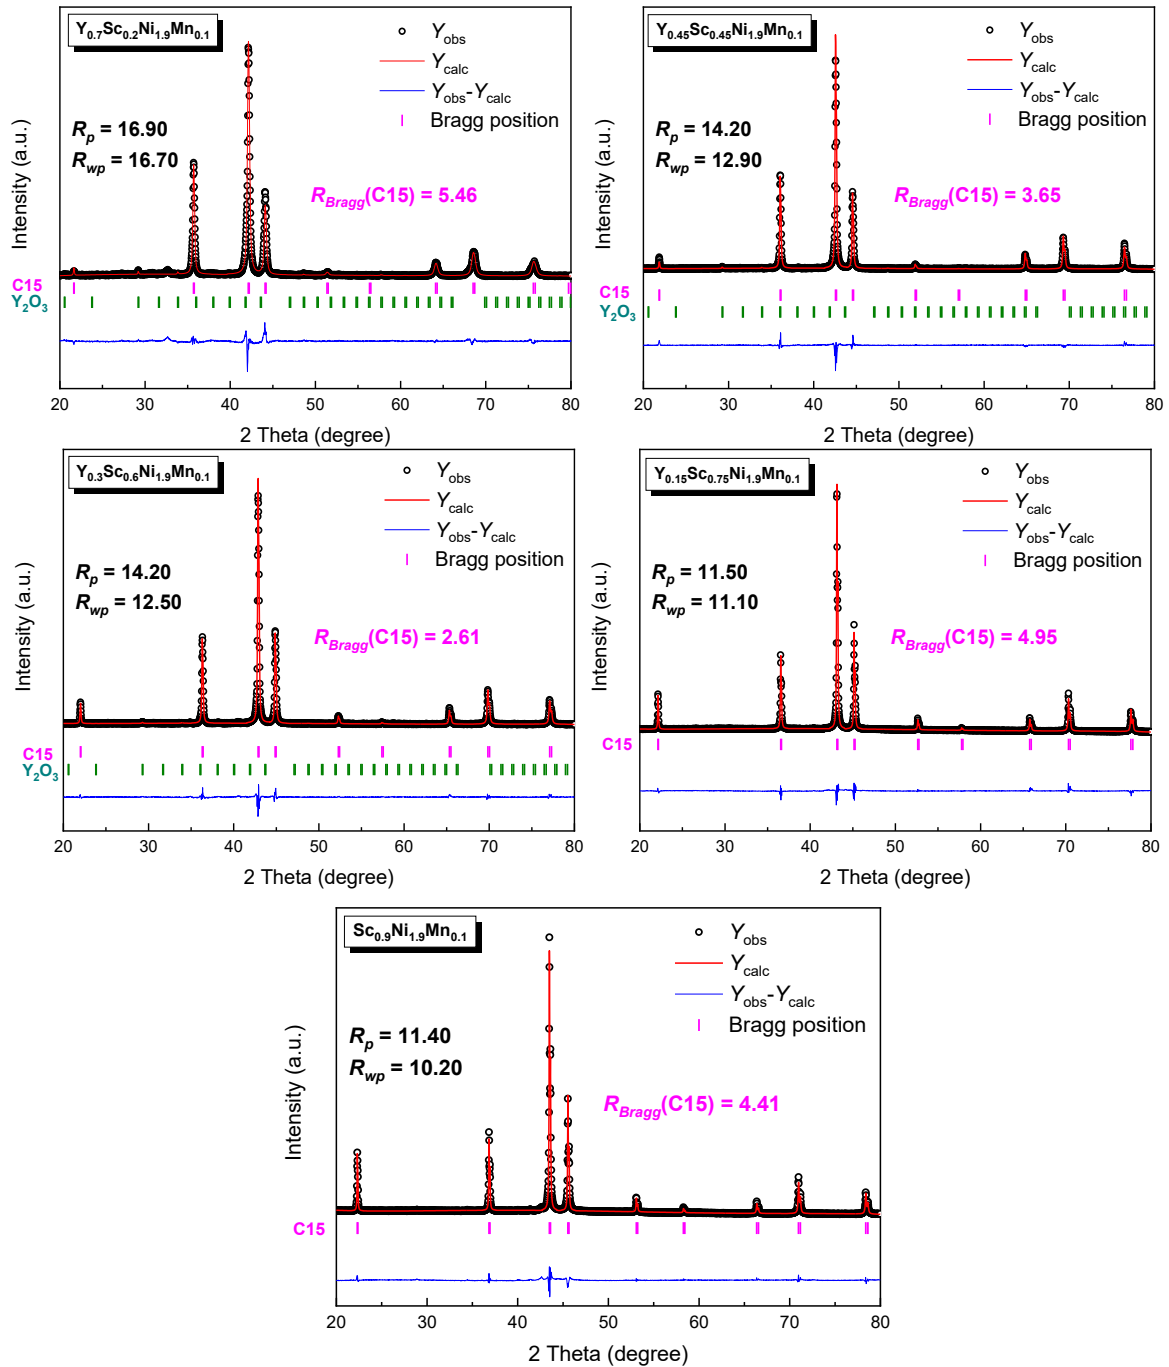 Y0.7Sc0.2Ni1.9Mn0.1
Yobs
Ycalc
Yobs-Ycalc
Bragg position
Rp = 16.90
Rwp = 16.70
RBragg(C15) = 5.46
Intensity (a.u.)
C15
Y2O3
20 30 40 50 60 70 80
2 Theta (degree)
Y0.45Sc0.45Ni1.9Mn0.1
Yobs
Ycalc
Yobs-Ycalc
Bragg position
Rp = 14.20
Rwp = 12.90
RBragg(C15) = 3.65
Intensity (a.u.)
C15
Y2O3
20 30 40 50 60 70 80
2 Theta (degree)
Y0.3Sc0.6Ni1.9Mn0.1
Yobs
Ycalc
Yobs-Ycalc
Bragg position
Rp = 14.20
Rwp = 12.50
RBragg(C15) = 2.61
Intensity (a.u.)
C15
Y2O3
20 30 40 50 60 70 80
2 Theta (degree)
Y0.15Sc0.75Ni1.9Mn0.1
Yobs
Ycalc
Yobs-Ycalc
Bragg position
Rp = 11.50
Rwp = 11.10
RBragg(C15) = 4.95
Intensity (a.u.)
C15
20 30 40 50 60 70 80
2 Theta (degree)
Sc0.9Ni1.9Mn0.1
Yobs
Ycalc
Yobs-Ycalc
Bragg position
Rp = 11.40
Rwp = 10.20
RBragg(C15) = 4.41
Intensity (a.u.)
C15
20 30 40 50 60 70 80
2 Theta (degree)